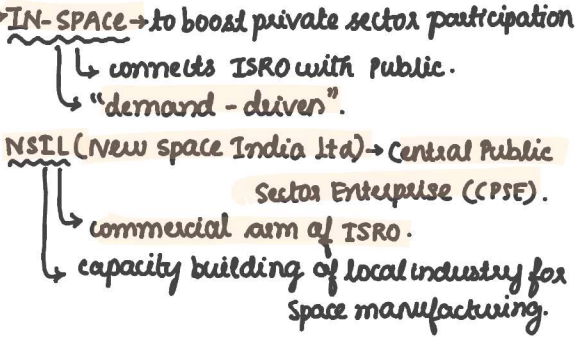 IN-SPACe→to boost private sector participation
↳ connects ISRO with Public.
↳ "demand-driven".
NSIL (New space India ltd)→ Central Public
Sector Enterprise (CPSE).
↳ commercial arm of ISRO.
↳ capacity building of local industry for
space manufacturing.